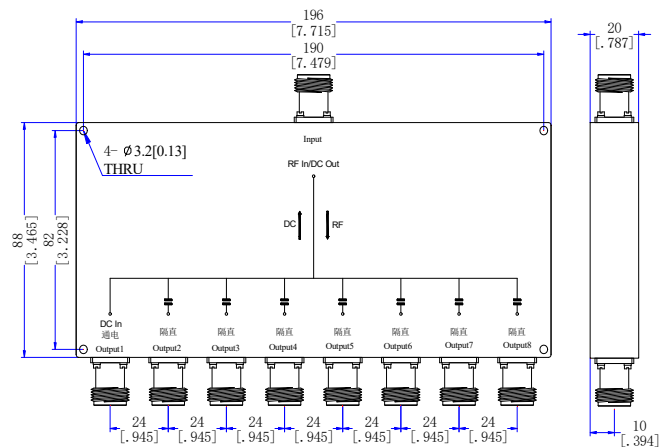 196
[7.715]
190
[7.479]
20
[.787]
Input
4- Ø3.2[0.13]
THRU
RF In/DC Out
DC
RF
88
[3.465]
82
[3.228]
DC In
通电
隔直
隔直
隔直
隔直
隔直
隔直
隔直
Output1
Output2
Output3
Output4
Output5
Output6
Output7
Output8
24
[.945]
24
[.945]
24
[.945]
24
[.945]
24
[.945]
24
[.945]
24
[.945]
10
[.394]